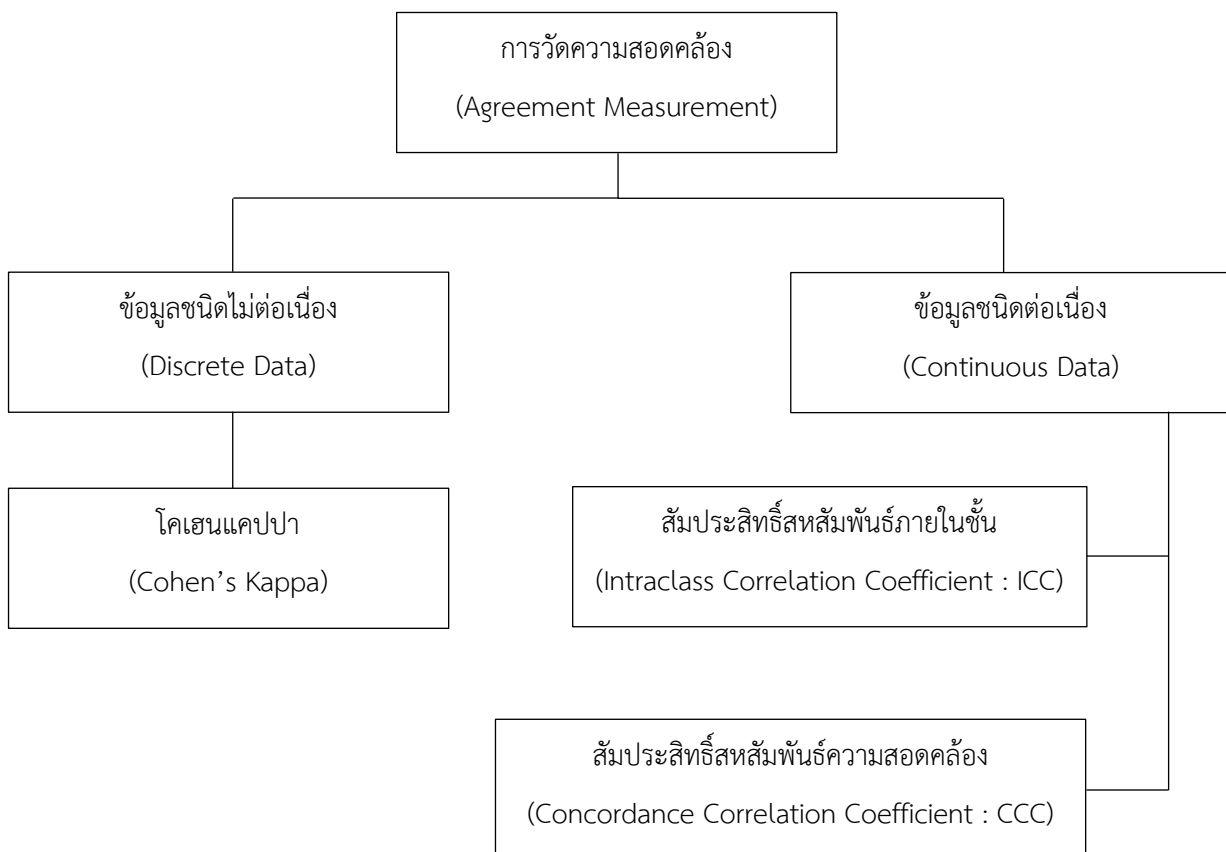 การวัดความสอดคล้อง
(Agreement Measurement)
ข้อมูลชนิดไม่ต่อเนื่อง
(Discrete Data)
ข้อมูลชนิดต่อเนื่อง
(Continuous Data)
โคเฮนแคปปา
(Cohen’s Kappa)
สัมประสิทธิ์สหสัมพันธ์ภายในชั้น
(Intraclass Correlation Coefficient : ICC)
สัมประสิทธิ์สหสัมพันธ์ความสอดคล้อง
(Concordance Correlation Coefficient : CCC)